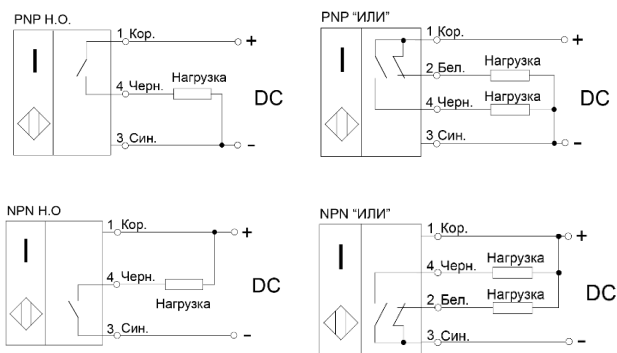 PNP Н.О.
1 Кор.
+
4 Черн.
Нагрузка
DC
3 Син.
-
PNP “ИЛИ”
1 Кор.
+
2 Бел.
Нагрузка
4 Черн.
Нагрузка
DC
3 Син.
-
NPN Н.О
1 Кор.
+
4 Черн.
Нагрузка
DC
3 Син.
-
NPN “ИЛИ”
1 Кор.
+
4 Черн.
Нагрузка
2 Бел.
Нагрузка
DC
3 Син.
-